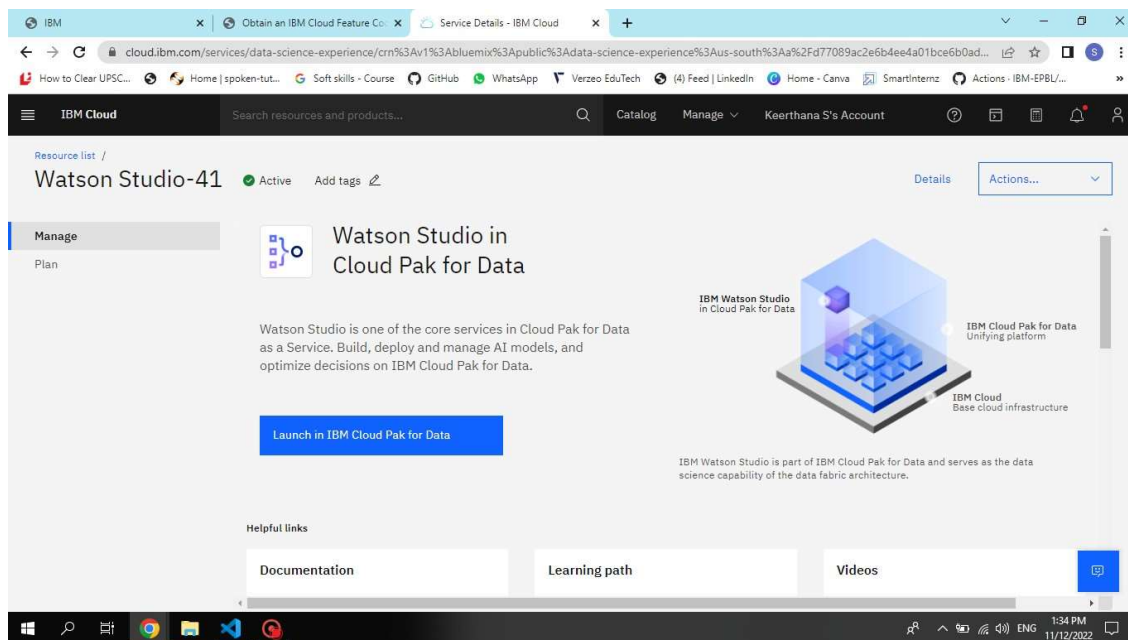 IBM
Obtain an IBM Cloud Feature Co
Service Details - IBM Cloud
cloud.ibm.com/services/data-science-experience/crn%3Av1%3Abluemix%3Apublic%3Adata-science-experience%3Aus-south%3Aa%2Fd77089ac2e6b4ee4a01bce6b0ad...
S
How to Clear UPSC...
Home | spoken-tut...
Soft skills - Course
GitHub
WhatsApp
Verzeo EduTech
(4) Feed | LinkedIn
Home - Canva
SmartInternz
Actions · IBM-EPBL/...
»
IBM Cloud
Search resources and products...
Catalog
Manage
Keerthana S's Account
Resource list /
Watson Studio-41
Active
Add tags
Details
Actions...
Manage
Plan
Watson Studio in
Cloud Pak for Data
Watson Studio is one of the core services in Cloud Pak for Data
as a Service. Build, deploy and manage AI models, and
optimize decisions on IBM Cloud Pak for Data.
Launch in IBM Cloud Pak for Data
IBM Watson Studio
in Cloud Pak for Data
IBM Cloud Pak for Data
Unifying platform
IBM Cloud
Base cloud infrastructure
IBM Watson Studio is part of IBM Cloud Pak for Data and serves as the data
science capability of the data fabric architecture.
Helpful links
Documentation
Learning path
Videos
ENG
1:34 PM
11/12/2022